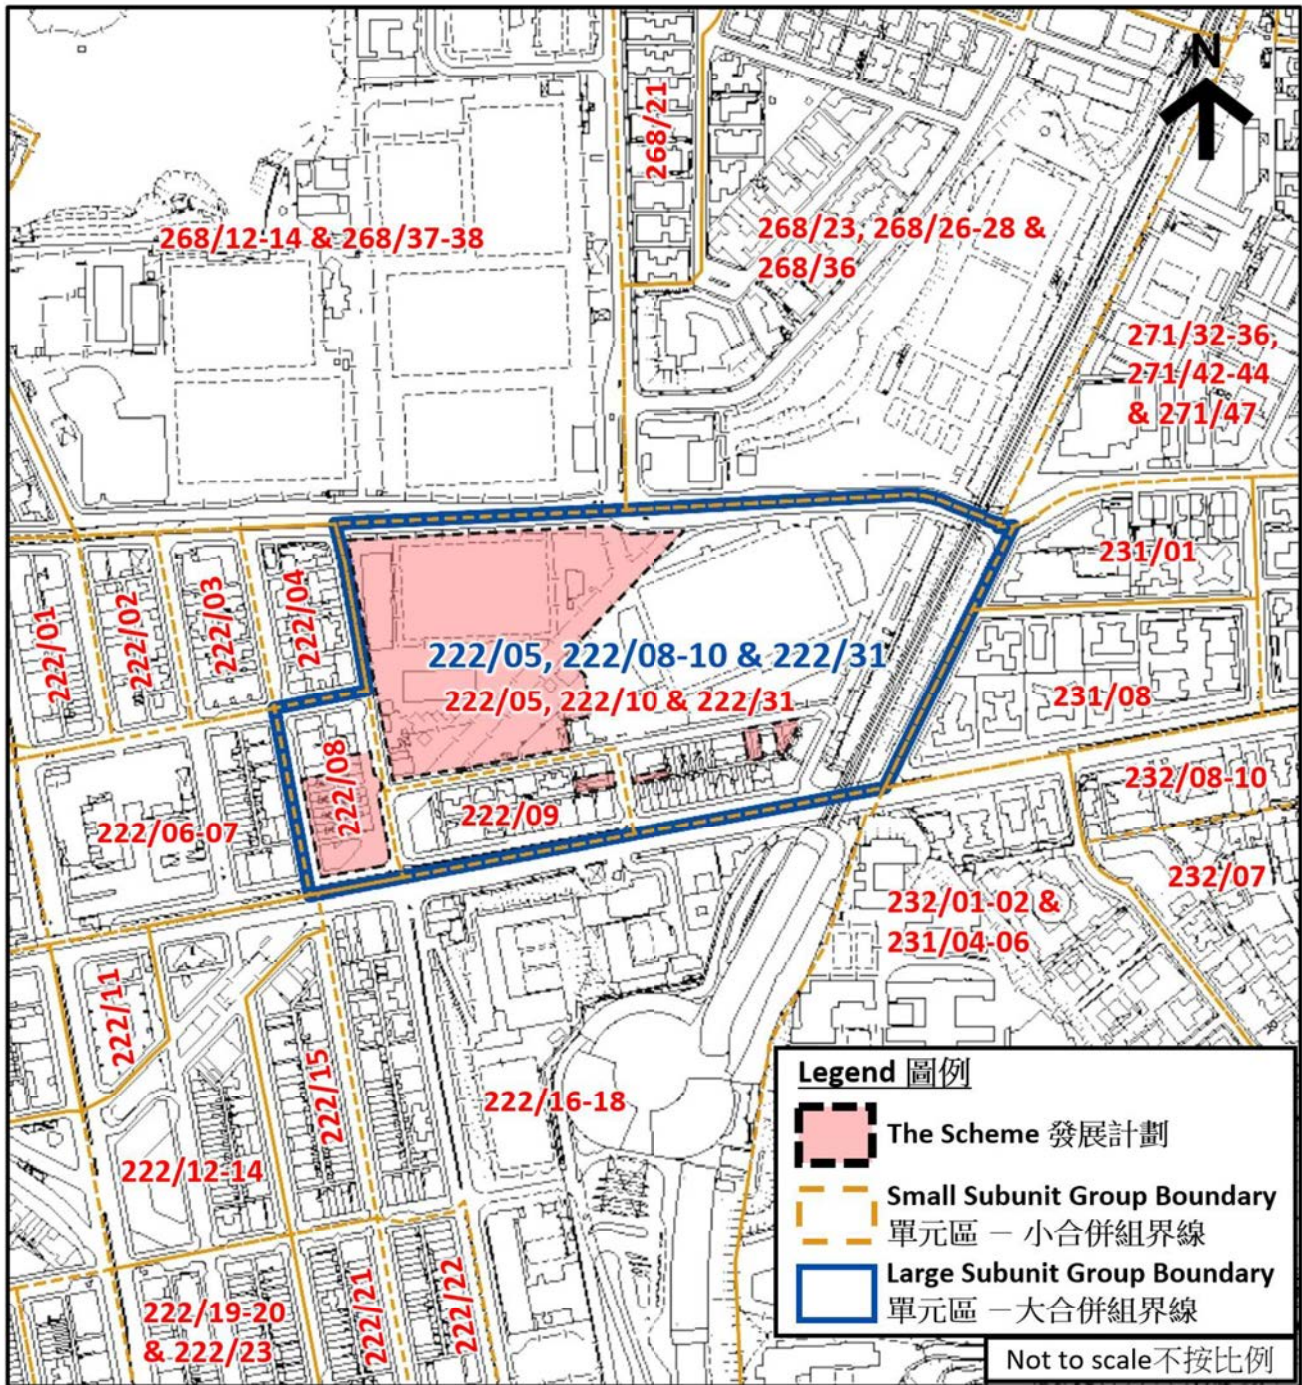 N
268/21
268/12-14 & 268/37-38
268/23, 268/26-28 &
268/36
271/32-36,
271/42-44
& 271/47
231/01
222/01
222/02
222/03
222/04
222/05, 222/08-10 & 222/31
222/05, 222/10 & 222/31
231/08
222/08
222/09
222/06-07
232/08-10
232/07
232/01-02 &
231/04-06
222/11
222/15
222/16-18
222/12-14
222/19-20
& 222/23
222/21
222/22
Legend 圖例
The Scheme 發展計劃
Small Subunit Group Boundary
單元區 － 小合併組界線
Large Subunit Group Boundary
單元區 －大合併組界線
Not to scale不按比例